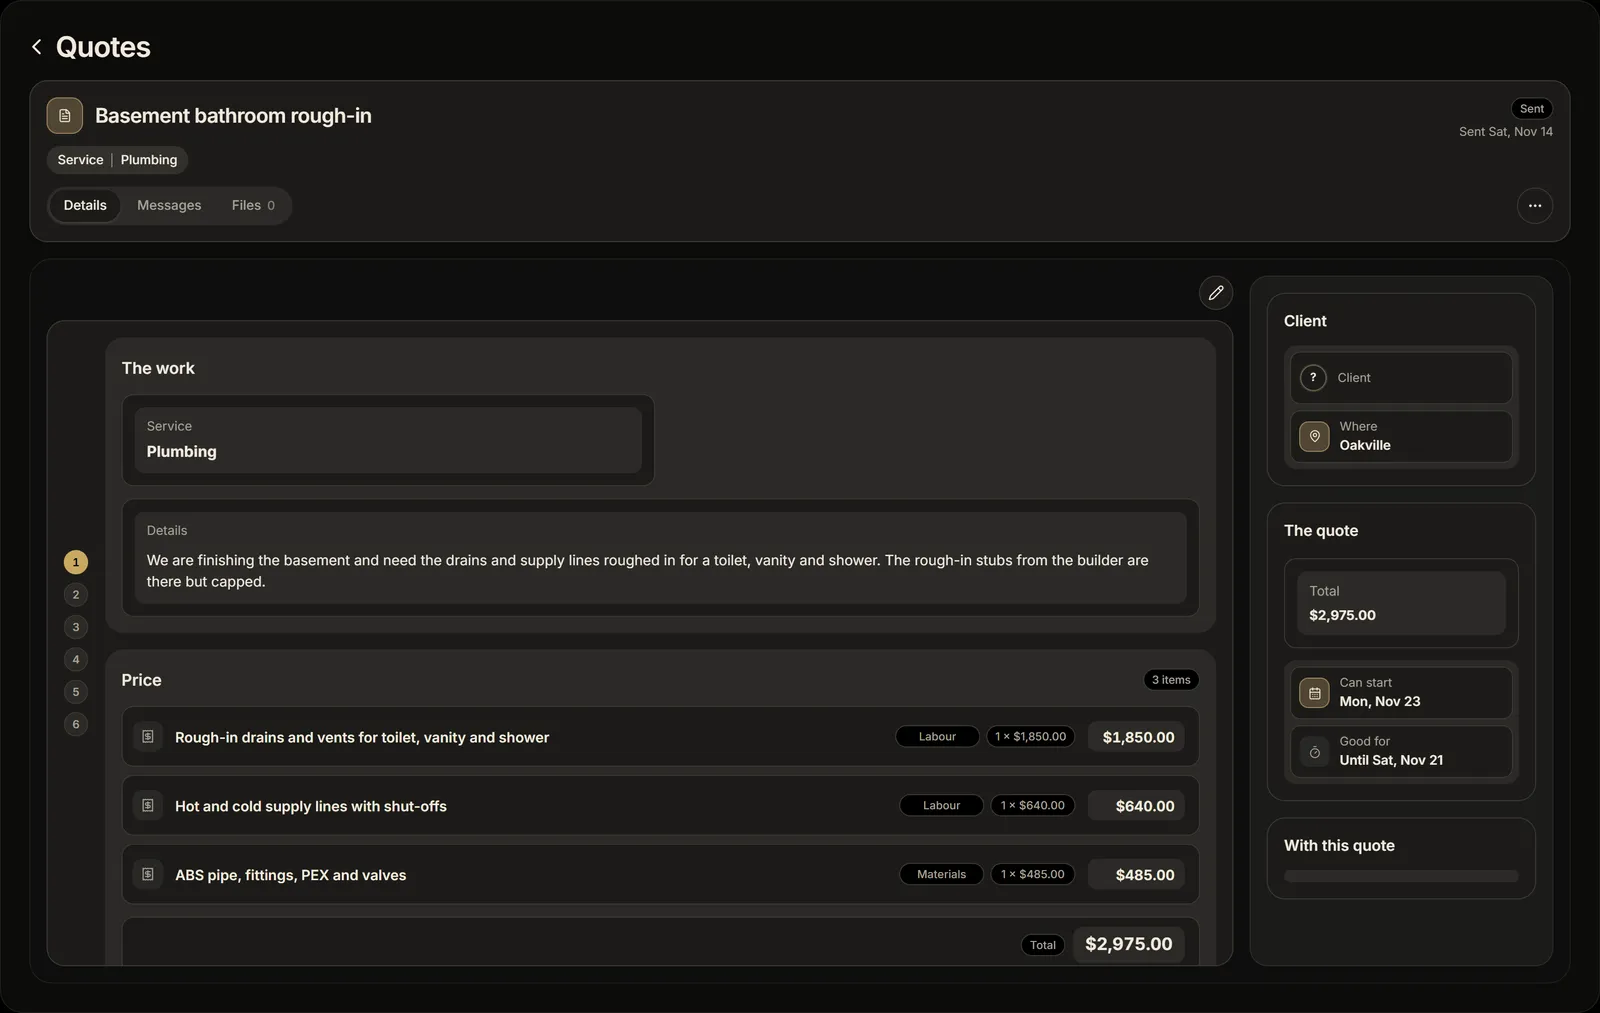 Quotes
Basement bathroom rough-in
Sent
Sent Sat, Nov 14
Service | Plumbing
Details
Messages
Files 0
The work
Service
Plumbing
Details
We are finishing the basement and need the drains and supply lines roughed in for a toilet, vanity and shower. The rough-in stubs from the builder are
there but capped.
1
2
3
4
5
6
Price
3 items
Rough-in drains and vents for toilet, vanity and shower
Labour
1 × $1,850.00
$1,850.00
Hot and cold supply lines with shut-offs
Labour
1 × $640.00
$640.00
ABS pipe, fittings, PEX and valves
Materials
1 × $485.00
$485.00
Total
$2,975.00
Client
?
Client
Where
Oakville
The quote
Total
$2,975.00
Can start
Mon, Nov 23
Good for
Until Sat, Nov 21
With this quote